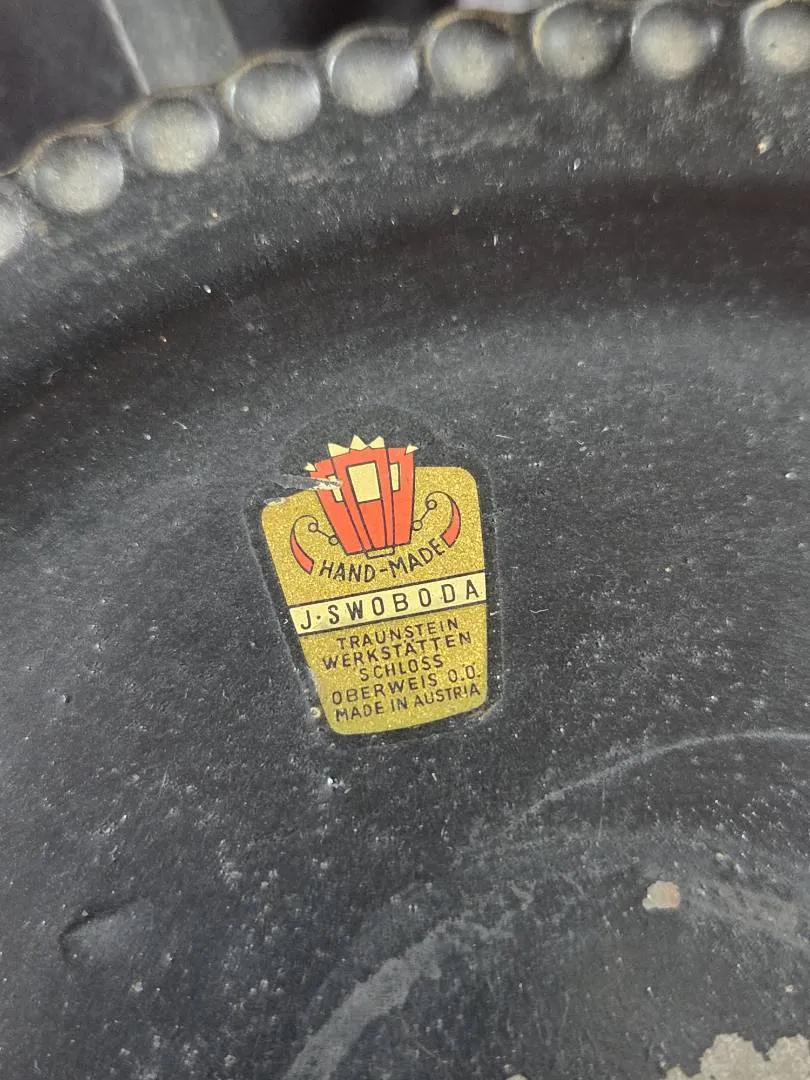 HAND-MADE
J·SWOBODA
TRAUNSTEIN
WERKSTÄTTEN
SCHLOSS
OBERWEIS O.Ö.
MADE IN AUSTRIA